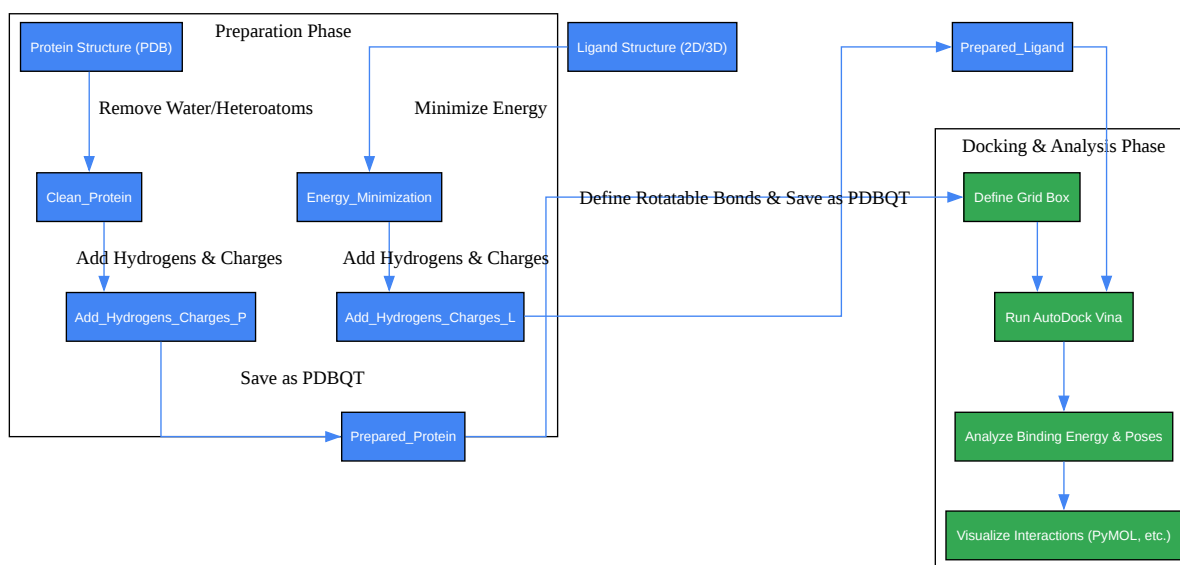 Preparation Phase
Protein Structure (PDB)
Ligand Structure (2D/3D)
Prepared_Ligand
Remove Water/Heteroatoms
Minimize Energy
Docking & Analysis Phase
Clean_Protein
Energy_Minimization
Define Rotatable Bonds & Save as PDBQT
Define Grid Box
Add Hydrogens & Charges
Add Hydrogens & Charges
Add_Hydrogens_Charges_P
Add_Hydrogens_Charges_L
Run AutoDock Vina
Save as PDBQT
Prepared_Protein
Analyze Binding Energy & Poses
Visualize Interactions (PyMOL, etc.)